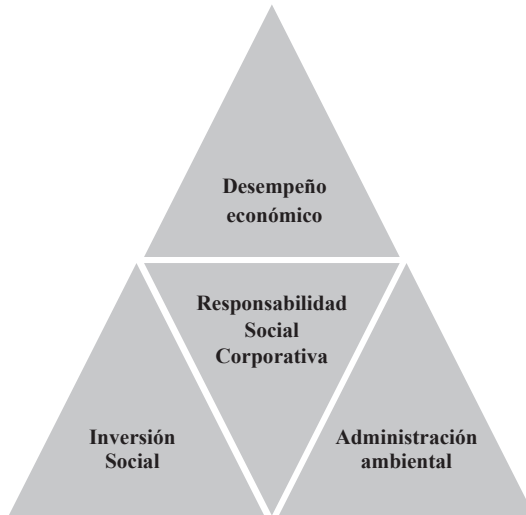 Desempeño
económico
Responsabilidad
Social
Corporativa
Inversión
Social
Administración
ambiental